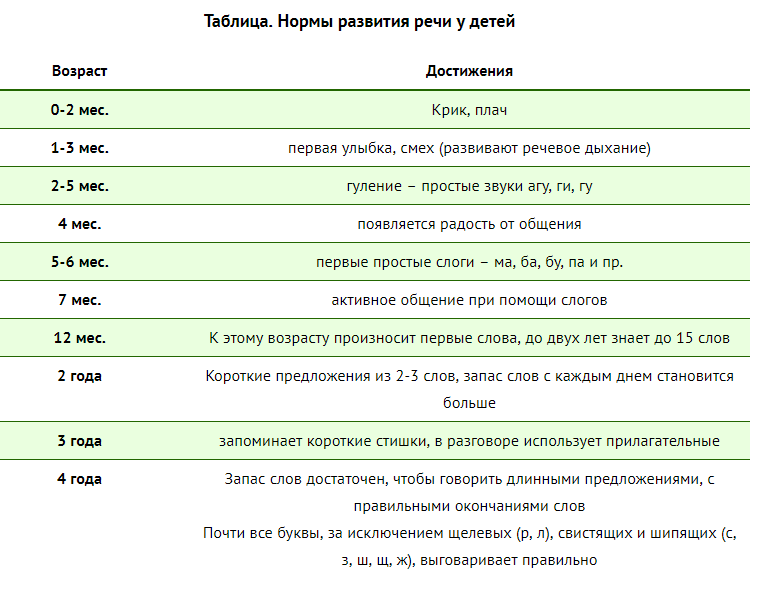 Таблица. Нормы развития речи у детей
Возраст Достижения
0-2 мес. Крик, плач
1-3 мес. первая улыбка, смех (развивают речевое дыхание)
2-5 мес. гуление – простые звуки агу, ги, гу
4 мес. появляется радость от общения
5-6 мес. первые простые слоги – ма, ба, бу, па и пр.
7 мес. активное общение при помощи слогов
12 мес. К этому возрасту произносит первые слова, до двух лет знает до 15 слов
2 года Короткие предложения из 2-3 слов, запас слов с каждым днем становится
больше
3 года запоминает короткие стишки, в разговоре использует прилагательные
4 года Запас слов достаточен, чтобы говорить длинными предложениями, с
правильными окончаниями слов
Почти все буквы, за исключением щелевых (р, л), свистящих и шипящих (с,
з, ш, щ, ж), выговаривает правильно